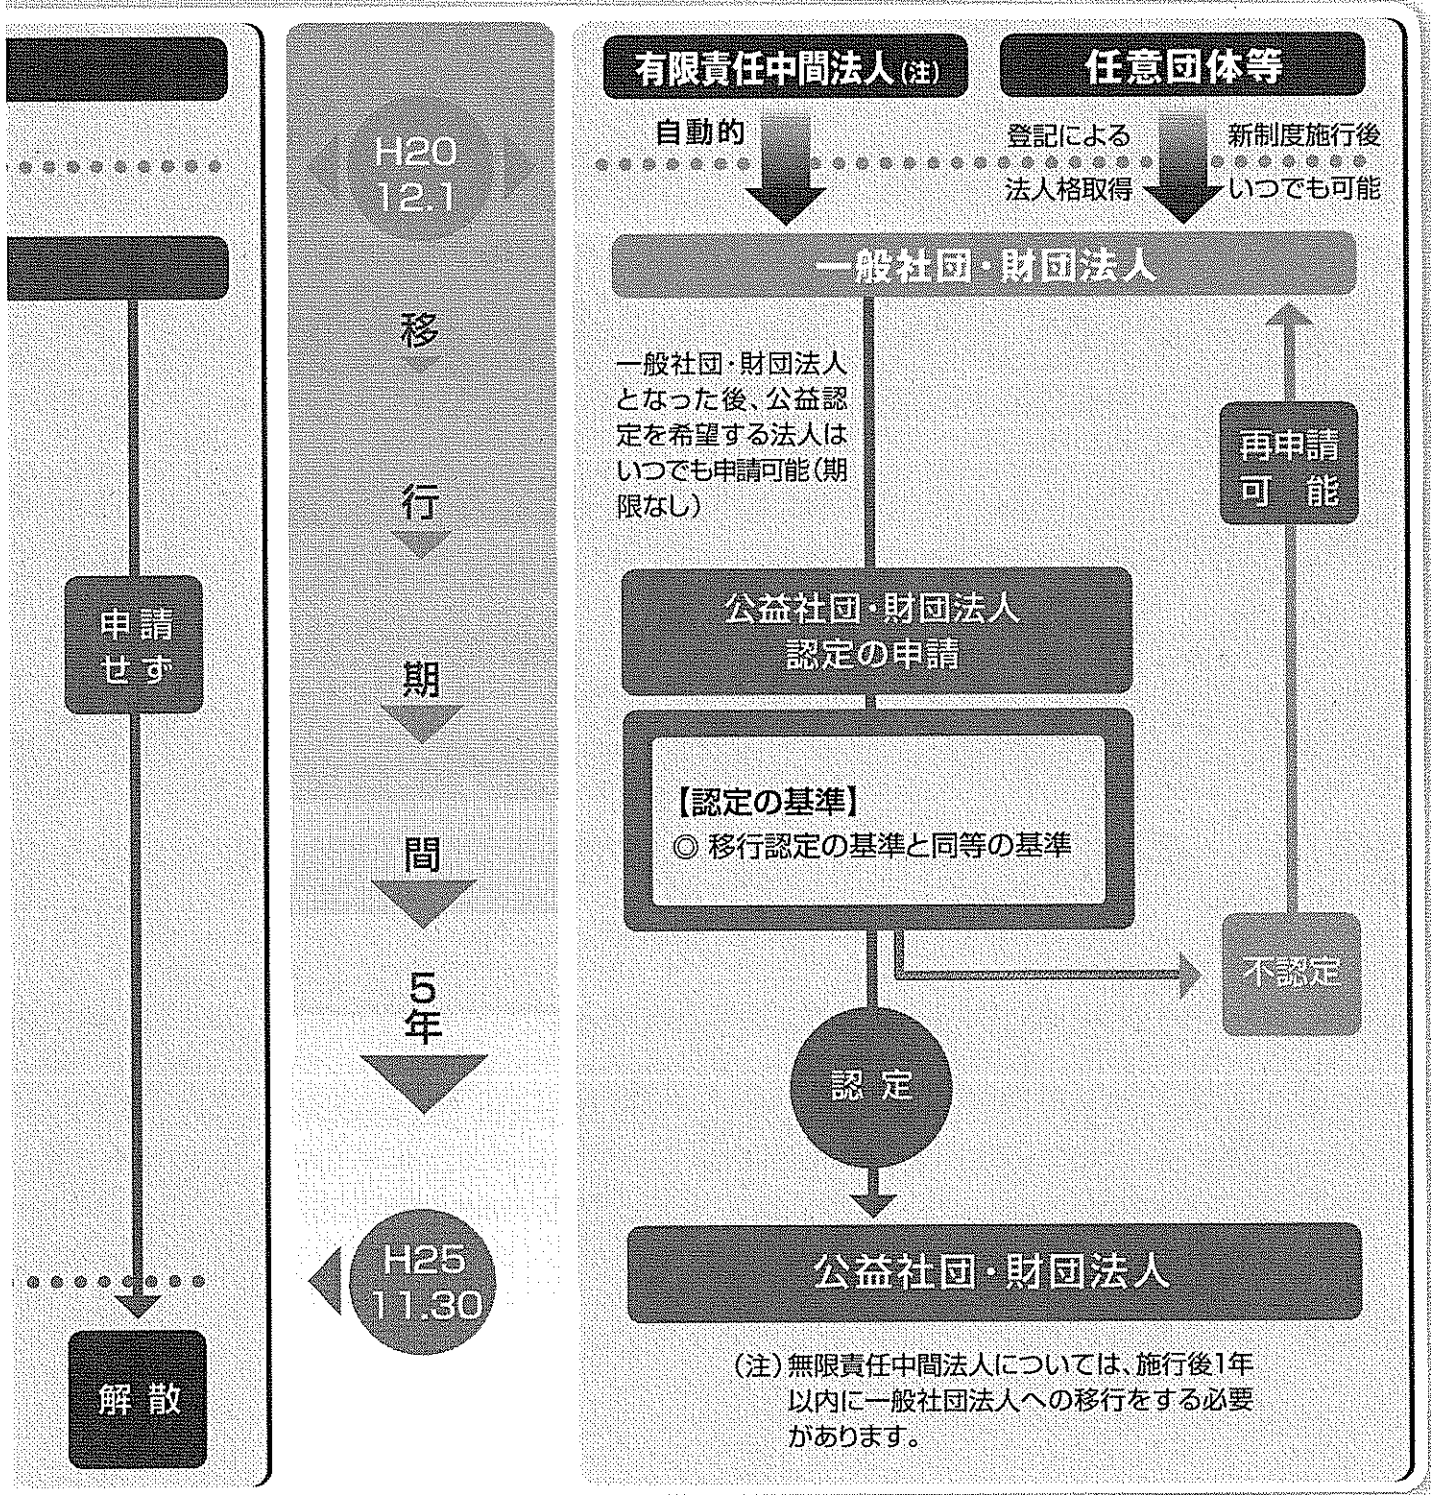 申請
せず
解散
H20
12.1
移
行
期
間
5
年
H25
11.30
有限責任中間法人(注)
任意団体等
自動的
登記による
法人格取得
新制度施行後
いつでも可能
一般社団・財団法人
一般社団・財団法人
となった後、公益認
定を希望する法人は
いつでも申請可能(期
限なし)
再申請
可能
公益社団・財団法人
認定の申請
【認定の基準】
◎ 移行認定の基準と同等の基準
不認定
認定
公益社団・財団法人
(注)無限責任中間法人については、施行後1年
以内に一般社団法人への移行をする必要
があります。